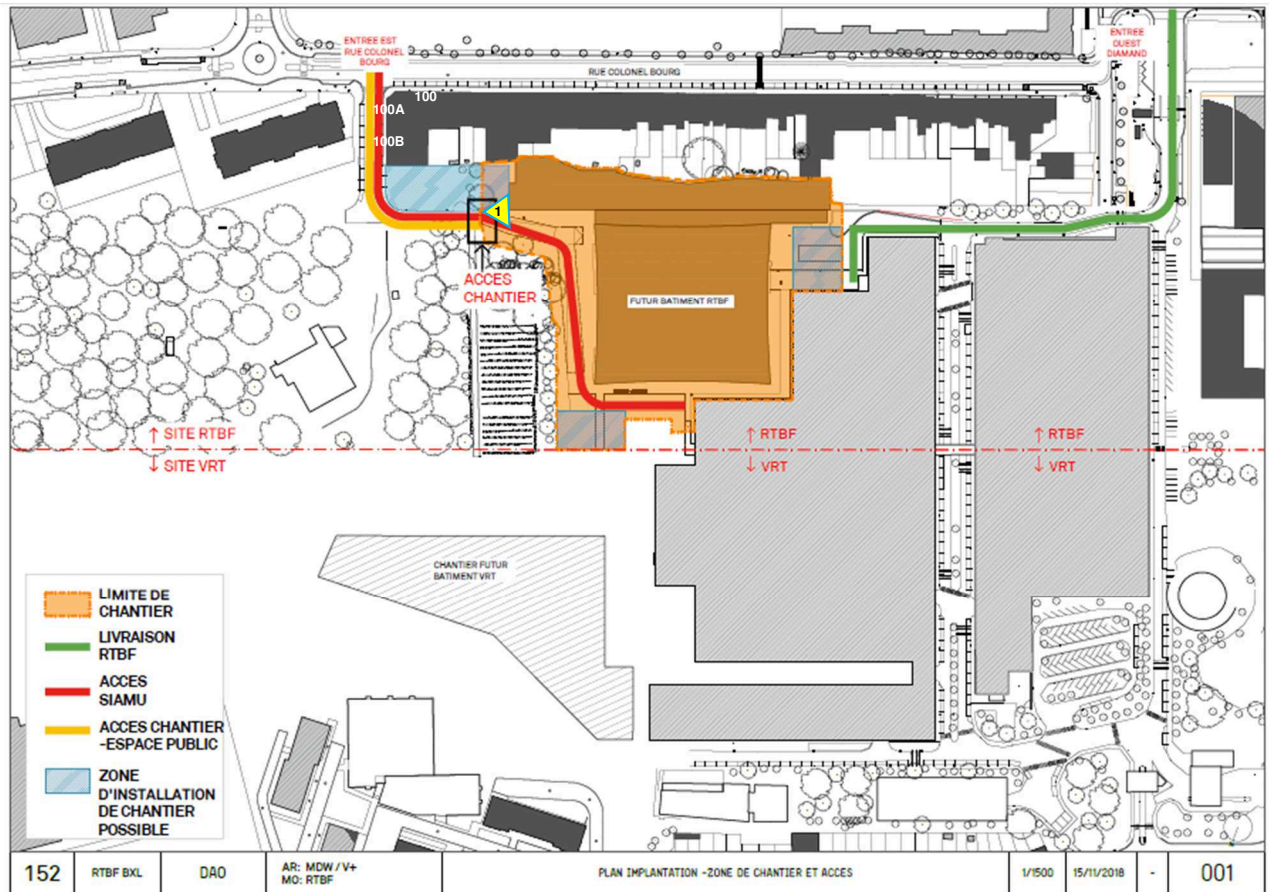 ENTREE EST
RUE COLONEL
BOURG
RUE COLONEL BOURG
ENTREE
OUEST
DIAMAND
100
100A
100B
1
ACCES
CHANTIER
FUTUR BATIMENT RTBF
↑ SITE RTBF
↓ SITE VRT
↑ RTBF
↓ VRT
↑ RTBF
↓ VRT
CHANTIER FUTUR
BATIMENT VRT
LIMITE DE
CHANTIER
LIVRAISON
RTBF
ACCES
SIAMU
ACCES CHANTIER
-ESPACE PUBLIC
ZONE
D'INSTALLATION
DE CHANTIER
POSSIBLE
152
RTBF BXL
DAO
AR: MDW / V+
MO: RTBF
PLAN IMPLANTATION -ZONE DE CHANTIER ET ACCES
1/1500
15/11/2018
-
001